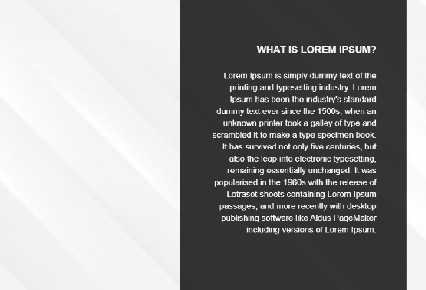 WHAT IS LOREM IPSUM?
Lorem Ipsum is simply dummy text of the
printing and typesetting industry. Lorem
Ipsum has been the industry's standard
dummy text ever since the 1500s, when an
unknown printer took a galley of type and
scrambled it to make a type specimen book.
It has survived not only five centuries, but
also the leap into electronic typesetting,
remaining essentially unchanged. It was
popularised in the 1960s with the release of
Letraset sheets containing Lorem Ipsum
passages, and more recently with desktop
publishing software like Aldus PageMaker
including versions of Lorem Ipsum.